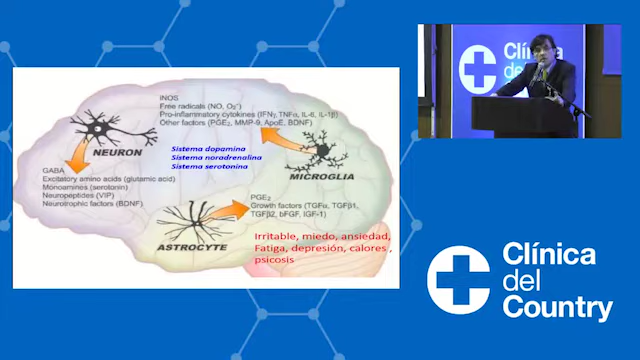 iNOS
Free radicals (NO, O₂⁻)
Pro-inflammatory cytokines (IFNγ, TNFα, IL-6, IL-1β)
Other factors (PGE₂, MMP-9, ApoE, BDNF)
NEURON
Sistema dopamina
Sistema noradrenalina
Sistema serotonina
MICROGLIA
GABA
Excitatory amino acids (glutamic acid)
Monoamines (serotonin)
Neuropeptides (VIP)
Neurotrophic factors (BDNF)
PGE₂
Growth factors (TGFα, TGFβ1,
TGFβ2, bFGF, IGF-1)
ASTROCYTE
Irritable, miedo, ansiedad,
Fatiga, depresión, calores ,
psicosis
Clínica
del
Clínica
del
Country